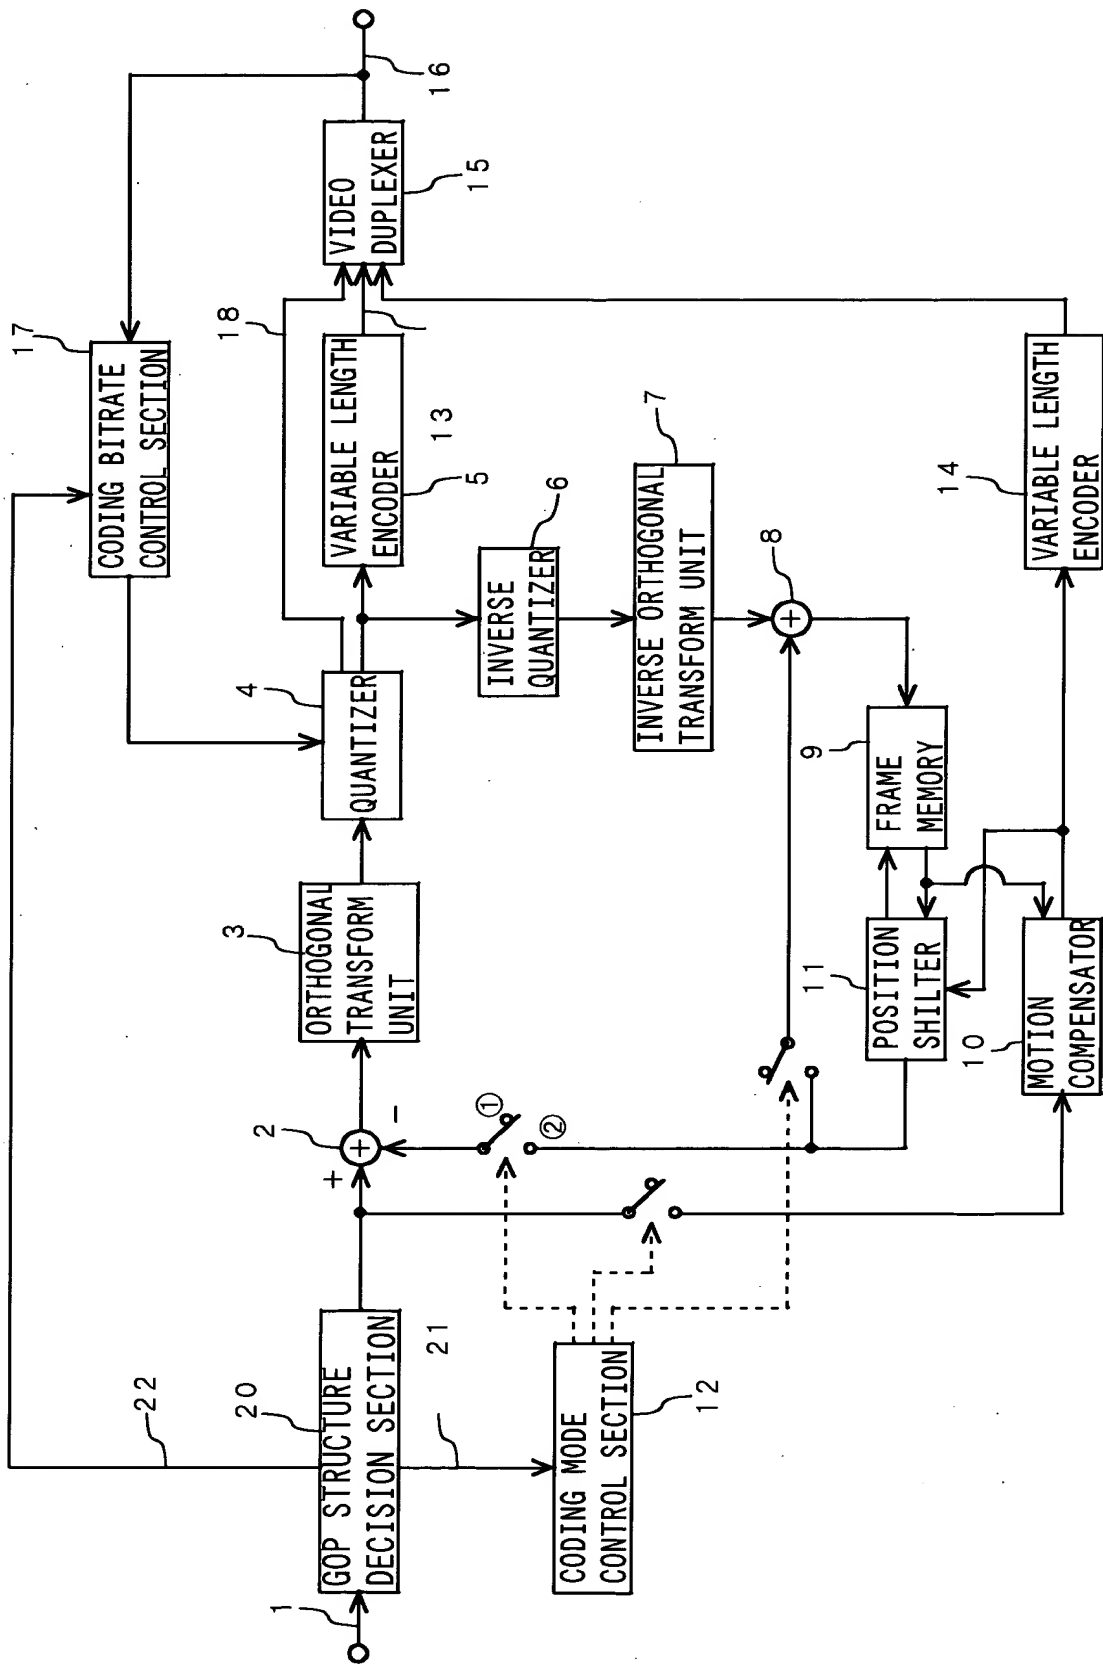 1
GOP STRUCTURE
DECISION SECTION
20
21
22
CODING MODE
CONTROL SECTION
12
+
−
2
+
①
②
ORTHOGONAL
TRANSFORM
UNIT
3
QUANTIZER
4
18
CODING BITRATE
CONTROL SECTION
17
VARIABLE LENGTH
ENCODER
5
13
VIDEO
DUPLEXER
15
16
INVERSE
QUANTIZER
6
INVERSE ORTHOGONAL
TRANSFORM UNIT
7
+
8
FRAME
MEMORY
9
POSITION
SHILTER
11
MOTION
COMPENSATOR
10
VARIABLE LENGTH
ENCODER
14